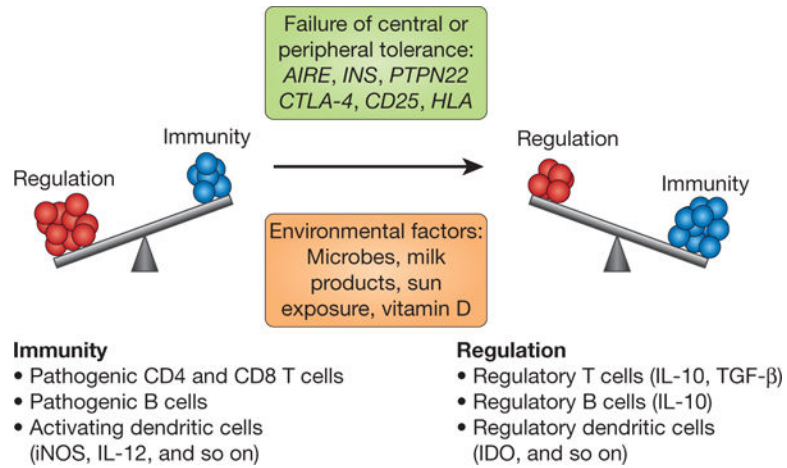 Failure of central or
peripheral tolerance:
AIRE, INS, PTPN22
CTLA-4, CD25, HLA
Immunity
Regulation
Regulation
Immunity
Environmental factors:
Microbes, milk
products, sun
exposure, vitamin D
Immunity
• Pathogenic CD4 and CD8 T cells
• Pathogenic B cells
• Activating dendritic cells
(iNOS, IL-12, and so on)
Regulation
• Regulatory T cells (IL-10, TGF-β)
• Regulatory B cells (IL-10)
• Regulatory dendritic cells
(IDO, and so on)